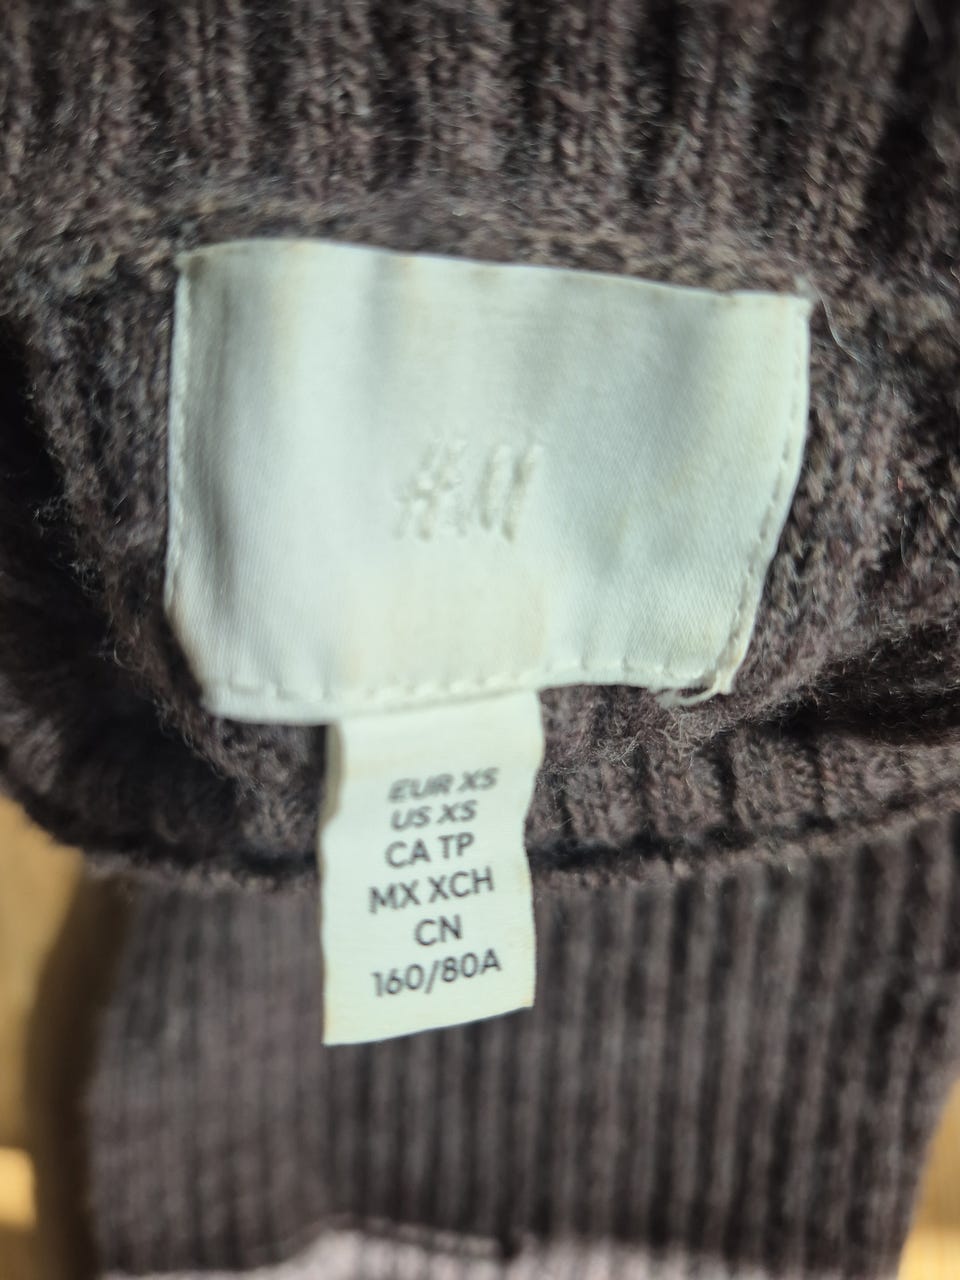 H&M
EUR XS
US XS
CA TP
MX XCH
CN
160/80A